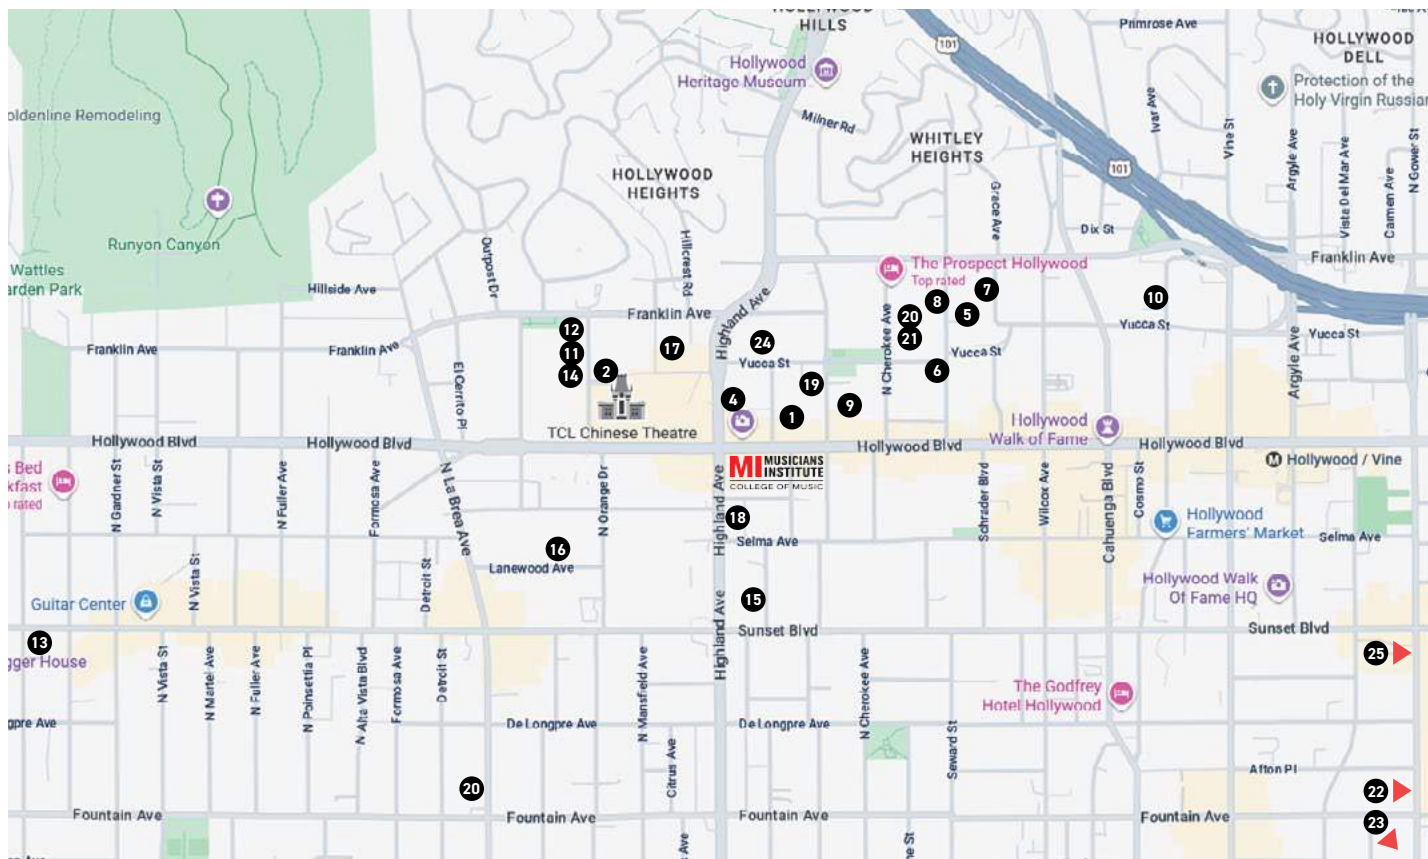 HILLS
Primrose Ave
101
HOLLYWOOD
DELL
Hollywood
Heritage Museum
Protection of the
Holy Virgin Russian
oldenline Remodeling
Milner Rd
Ivar Ave
Vine St
Argyle Ave
Vista Del Mar Ave
Carmen Ave
N Gower St
WHITLEY
HEIGHTS
101
HOLLYWOOD
HEIGHTS
Grace Ave
Runyon Canyon
Outpost Dr
Hillcrest Rd
Dix St
Franklin Ave
Wattles
arden Park
The Prospect Hollywood
Top rated
Hillside Ave
7
10
8
Franklin Ave
Highland Ave
N Cherokee Ave
20
5
12
21
Yucca St
Yucca St
Franklin Ave
Franklin Ave
11
17
24
Yucca St
Yucca St
Argyle Ave
El Cerrito Pl
14
2
19
6
4
1
9
TCL Chinese Theatre
Hollywood
Walk of Fame
Hollywood Blvd
Hollywood Blvd
Hollywood Blvd
Hollywood Blvd
MI MUSICIANS
INSTITUTE
COLLEGE OF MUSIC
Hollywood / Vine
s Bed
kfast
rated
N Gardner St
N Vista St
N Fuller Ave
Formosa Ave
N La Brea Ave
N Orange Dr
Highland Ave
Schrader Blvd
Wilcox Ave
Cahuenga Blvd
Cosmo St
18
Hollywood
Farmers' Market
Selma Ave
Selma Ave
16
Lanewood Ave
N Vista St
Detroit St
Hollywood Walk
Of Fame HQ
Guitar Center
15
Highland Ave
Sunset Blvd
Sunset Blvd
13
gger House
25
N Vista St
N Martel Ave
N Fuller Ave
N Poinsettia Pl
N Alta Vista Blvd
Formosa Ave
Detroit St
N Mansfield Ave
N Cherokee Ave
The Godfrey
Hotel Hollywood
gpre Ave
De Longpre Ave
De Longpre Ave
Citrus Ave
Seward St
Afton Pl
20
22
Fountain Ave
Fountain Ave
Fountain Ave
Fountain Ave
23